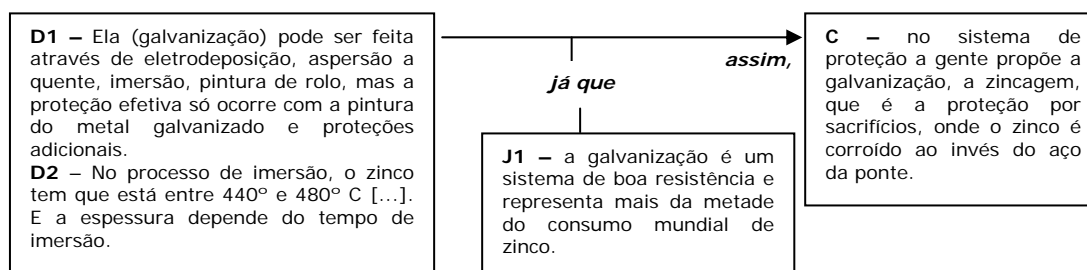 D1 – Ela (galvanização) pode ser feita
através de eletrodeposição, aspersão a
quente, imersão, pintura de rolo, mas a
proteção efetiva só ocorre com a pintura
do metal galvanizado e proteções
adicionais.
D2 – No processo de imersão, o zinco
tem que está entre 440º e 480º C [...].
E a espessura depende do tempo de
imersão.
já que
J1 – a galvanização é um
sistema de boa resistência e
representa mais da metade
do consumo mundial de
zinco.
assim,
C – no sistema de
proteção a gente propõe a
galvanização, a zincagem,
que é a proteção por
sacrifícios, onde o zinco é
corroído ao invés do aço
da ponte.